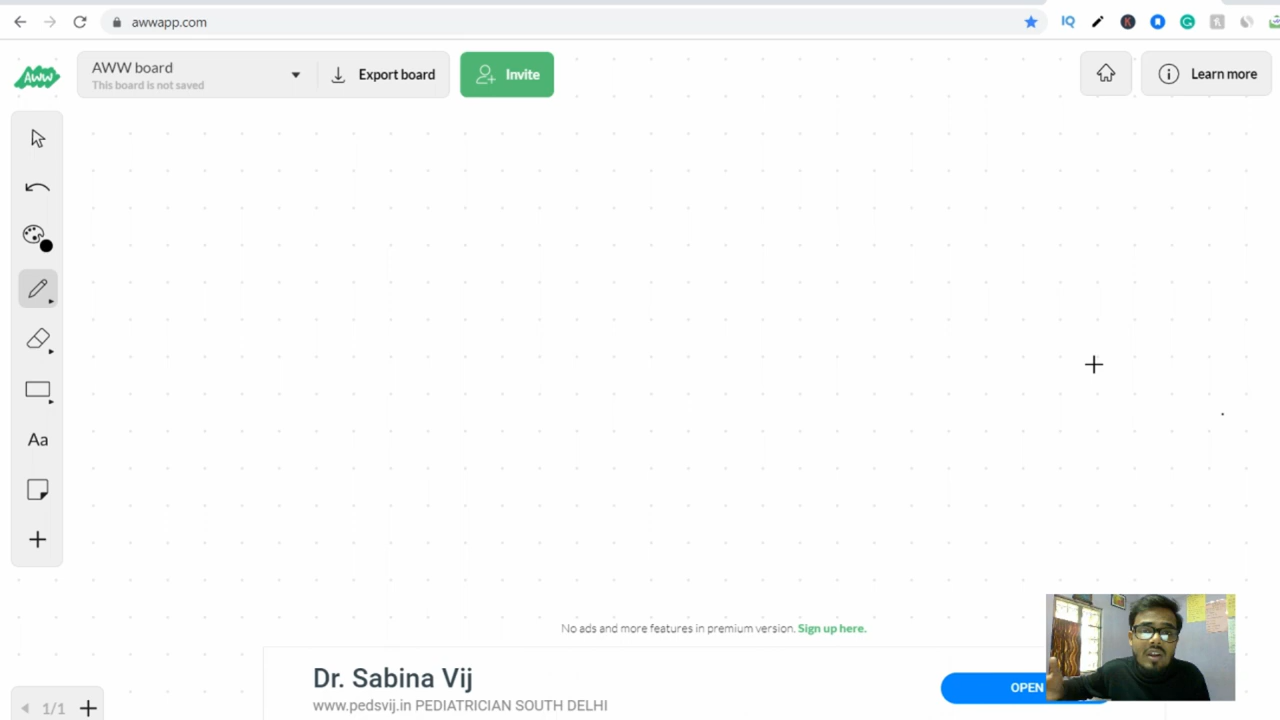 awwapp.com
IQ
K
AWW
AWW board
This board is not saved
Export board
Invite
Learn more
Aa
No ads and more features in premium version. Sign up here.
Dr. Sabina Vij
www.pedsvij.in PEDIATRICIAN SOUTH DELHI
OPEN
1/1